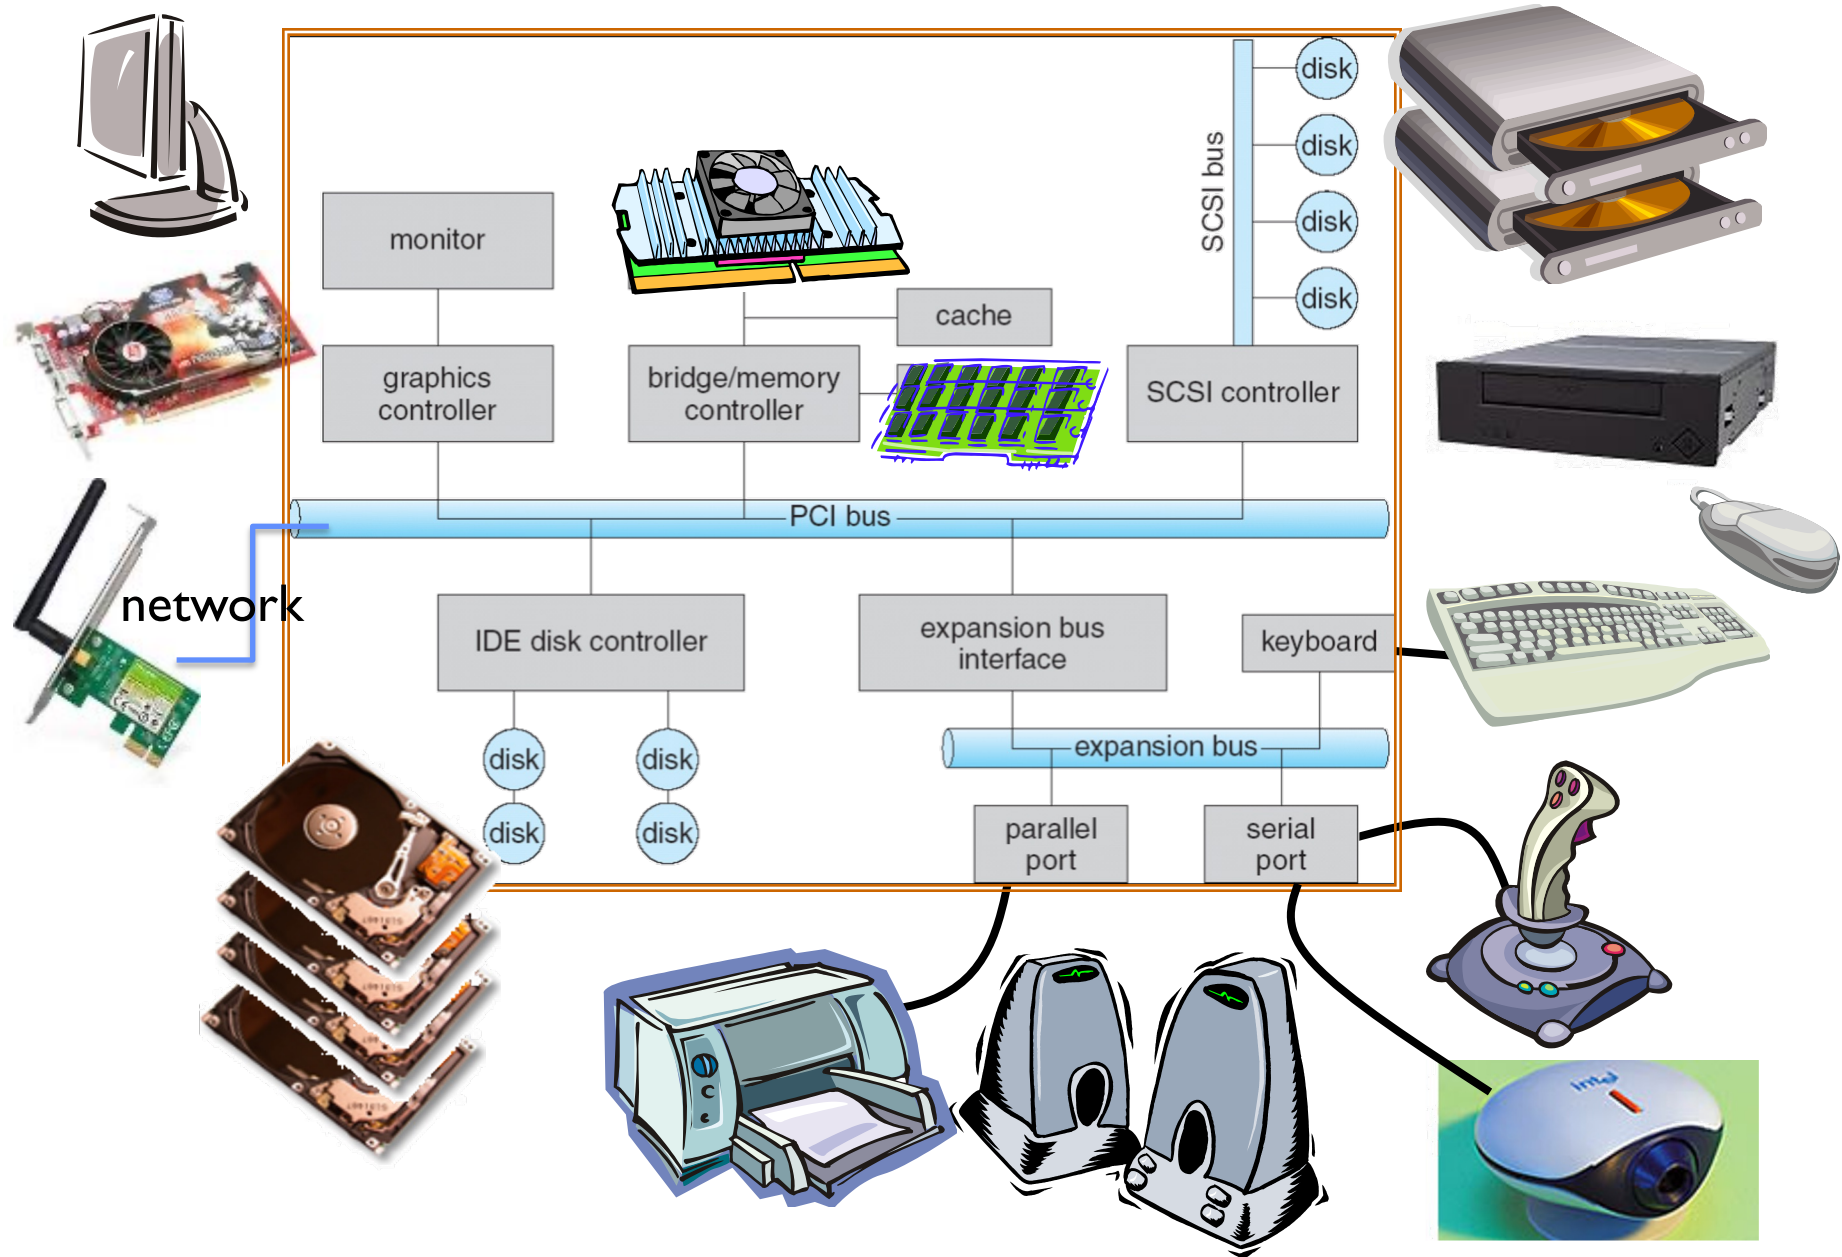 disk
disk
SCSI bus
disk
disk
monitor
cache
graphics
controller
bridge/memory
controller
SCSI controller
PCI bus
network
IDE disk controller
expansion bus
interface
keyboard
expansion bus
disk
disk
disk
disk
parallel
port
serial
port
intel